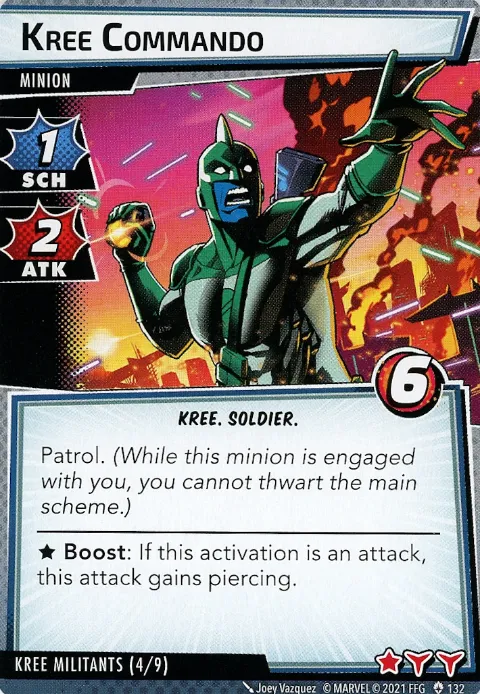 KREE COMMANDO
MINION
1
SCH
2
ATK
6
KREE. SOLDIER.
Patrol. (While this minion is engaged
with you, you cannot thwart the main
scheme.)
★ Boost: If this activation is an attack,
this attack gains piercing.
KREE MILITANTS (4/9)
Joey Vazquez © MARVEL © 2021 FFG 132